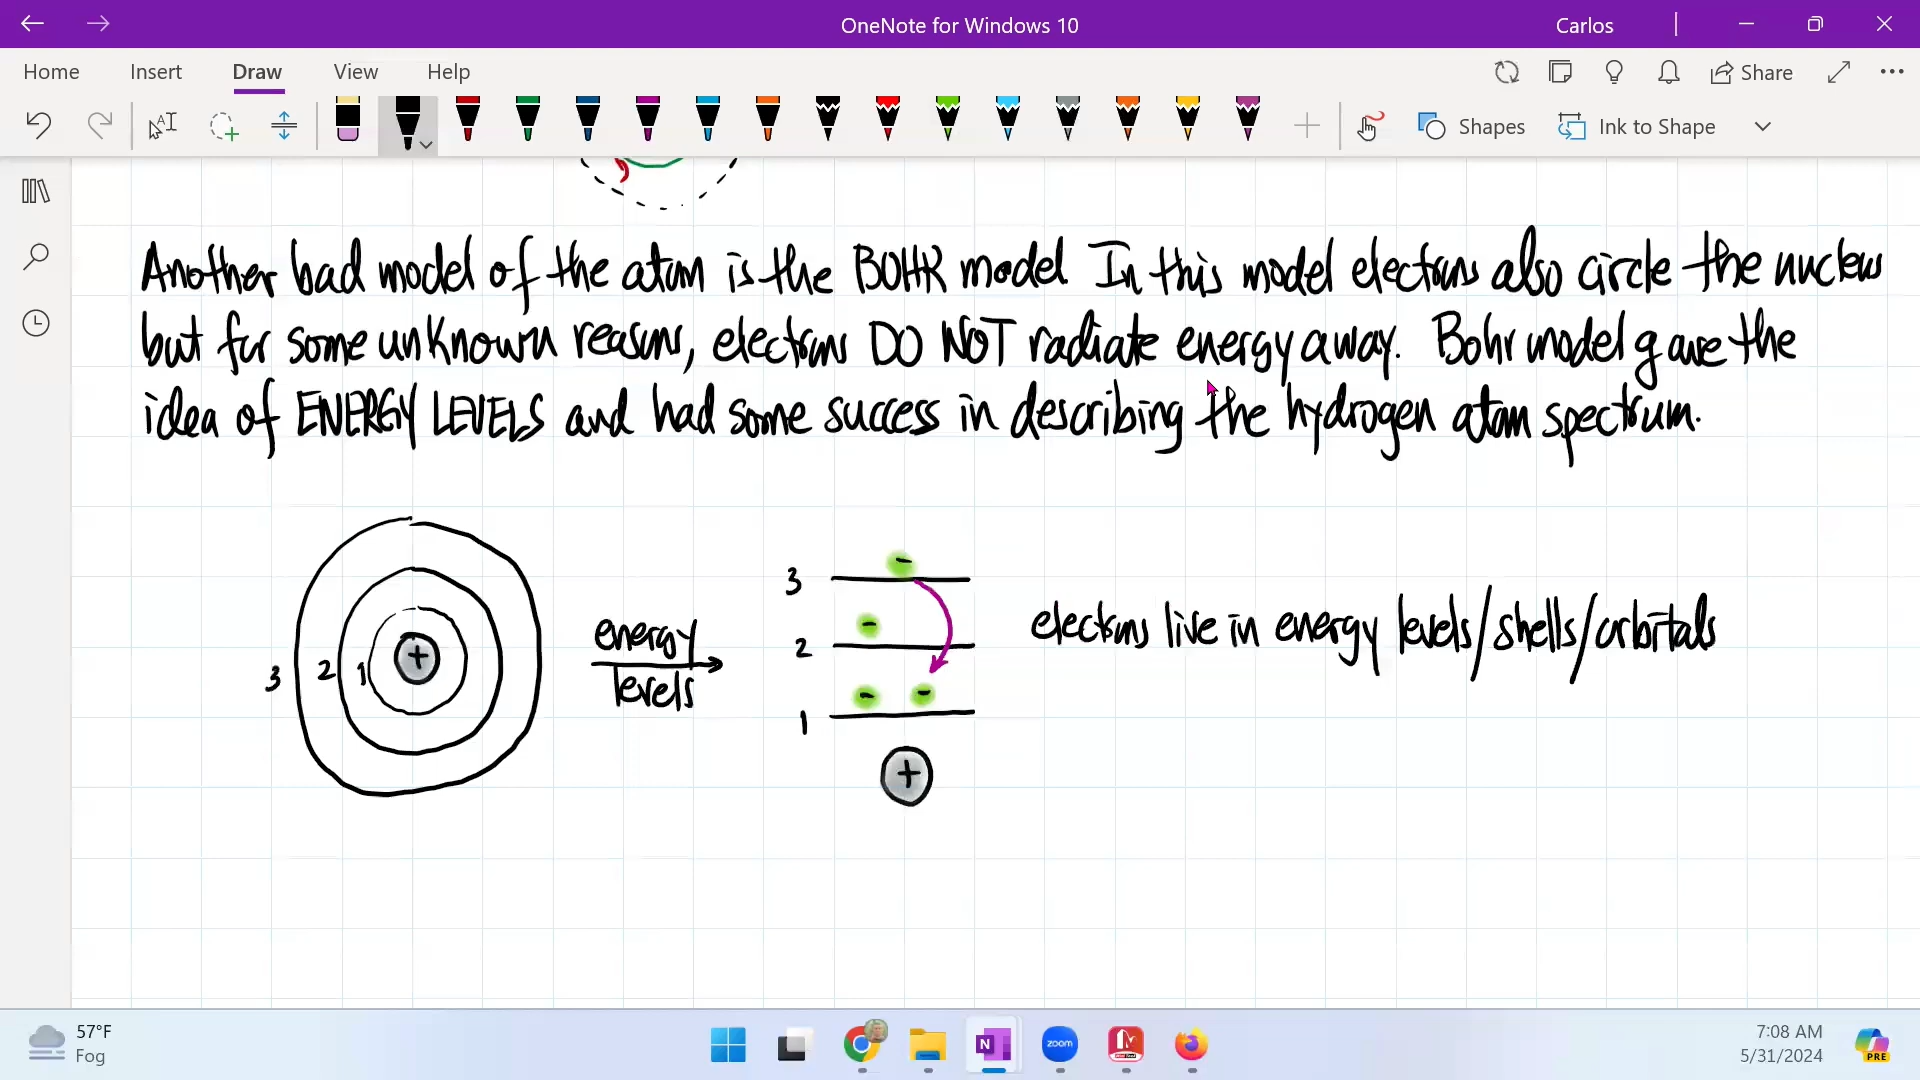 OneNote for Windows 10
Carlos
Home Insert Draw View Help
Share
Shapes Ink to Shape
Another bad model of the atom is the BOHR model In this model electrons also circle the nucleus
but for some unknown reasons, electrons DO NOT radiate energy away. Bohr model gave the
idea of ENERGY LEVELS and had some success in describing the hydrogen atom spectrum.
3 2 1 +
energy
levels
3 -
2 -
1 - -
+
electrons live in energy levels/shells/orbitals
57°F
Fog
zoom
7:08 AM
5/31/2024
PRE